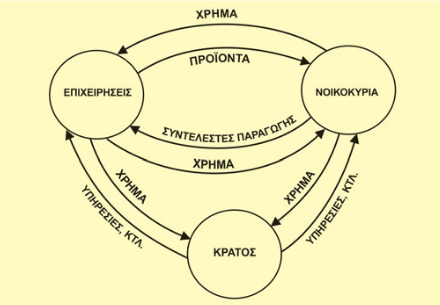 ΧΡΗΜΑ
ΠΡΟΪΟΝΤΑ
ΕΠΙΧΕΙΡΗΣΕΙΣ
ΝΟΙΚΟΚΥΡΙΑ
ΣΥΝΤΕΛΕΣΤΕΣ ΠΑΡΑΓΩΓΗΣ
ΧΡΗΜΑ
ΧΡΗΜΑ
ΧΡΗΜΑ
ΥΠΗΡΕΣΙΕΣ, ΚΤΛ.
ΥΠΗΡΕΣΙΕΣ, ΚΤΛ.
ΚΡΑΤΟΣ